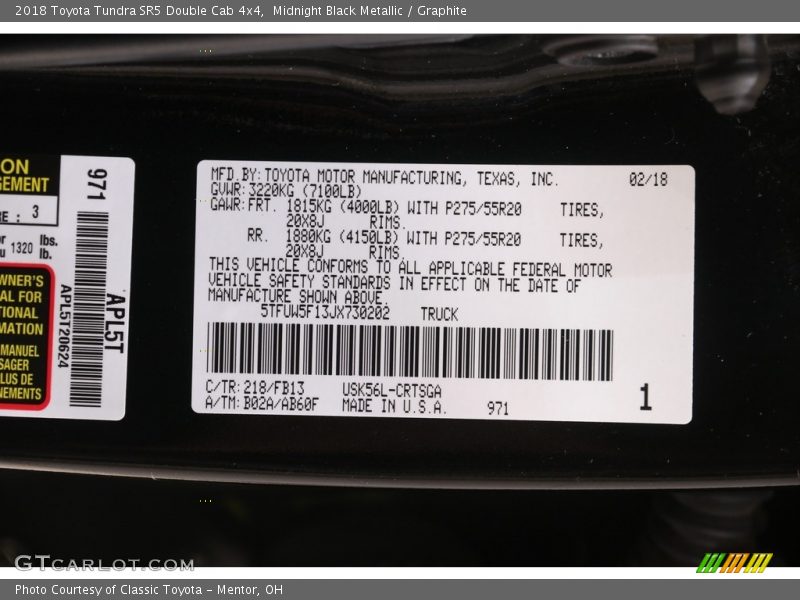 2018 Toyota Tundra SR5 Double Cab 4x4, Midnight Black Metallic / Graphite
ON
GEMENT
RE : 3
1320 lbs.
lb.
WNER'S
AL FOR
TIONAL
MATION
MANUEL
SAGER
LUS DE
NEMENTS
971
APL5T
APL5T20624
MFD.BY:TOYOTA MOTOR MANUFACTURING, TEXAS, INC. 02/18
GVWR:3220KG (7100LB)
GAWR:FRT. 1815KG (4000LB) WITH P275/55R20 TIRES,
20X8J RIMS.
RR. 1880KG (4150LB) WITH P275/55R20 TIRES,
20X8J RIMS.
THIS VEHICLE CONFORMS TO ALL APPLICABLE FEDERAL MOTOR
VEHICLE SAFETY STANDARDS IN EFFECT ON THE DATE OF
MANUFACTURE SHOWN ABOVE.
5TFUW5F13JX730202 TRUCK
C/TR:218/FB13 USK56L-CRTSGA
A/TM:B02A/AB60F MADE IN U.S.A. 971
1
GTCARLOT.COM
Photo Courtesy of Classic Toyota - Mentor, OH